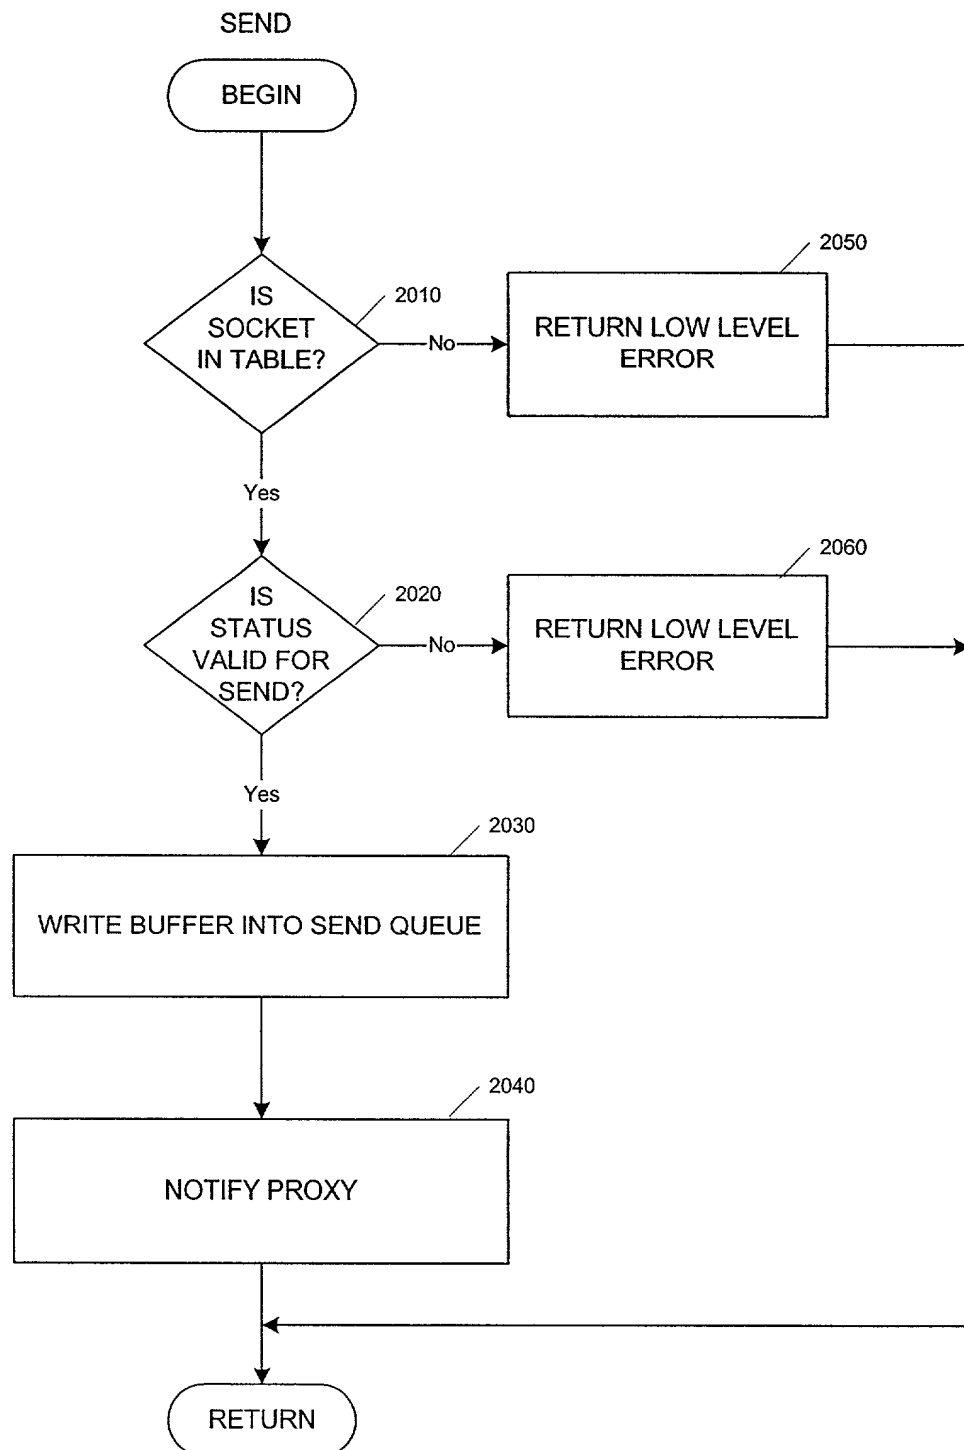 SEND
BEGIN
2050
IS
SOCKET
IN TABLE?
2010
No
RETURN LOW LEVEL
ERROR
Yes
2060
IS
STATUS
VALID FOR
SEND?
2020
No
RETURN LOW LEVEL
ERROR
Yes
2030
WRITE BUFFER INTO SEND QUEUE
2040
NOTIFY PROXY
RETURN